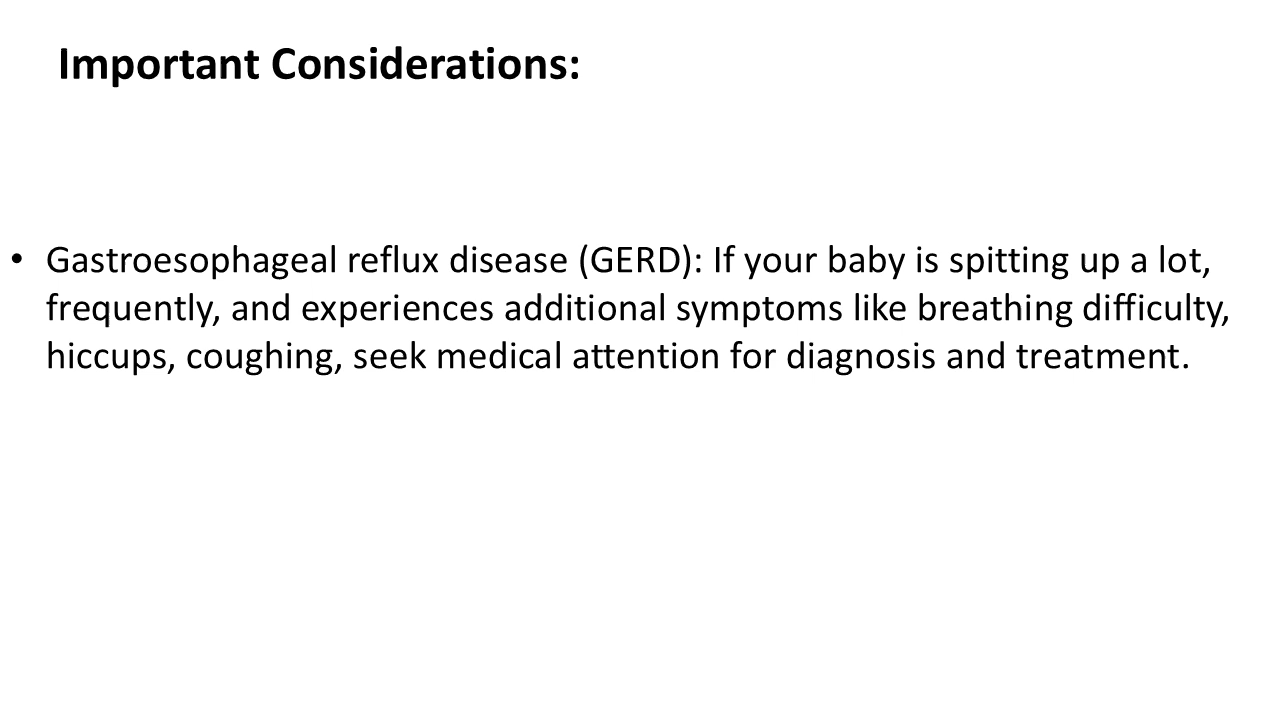 Important Considerations:
• Gastroesophageal reflux disease (GERD): If your baby is spitting up a lot,
frequently, and experiences additional symptoms like breathing difficulty,
hiccups, coughing, seek medical attention for diagnosis and treatment.